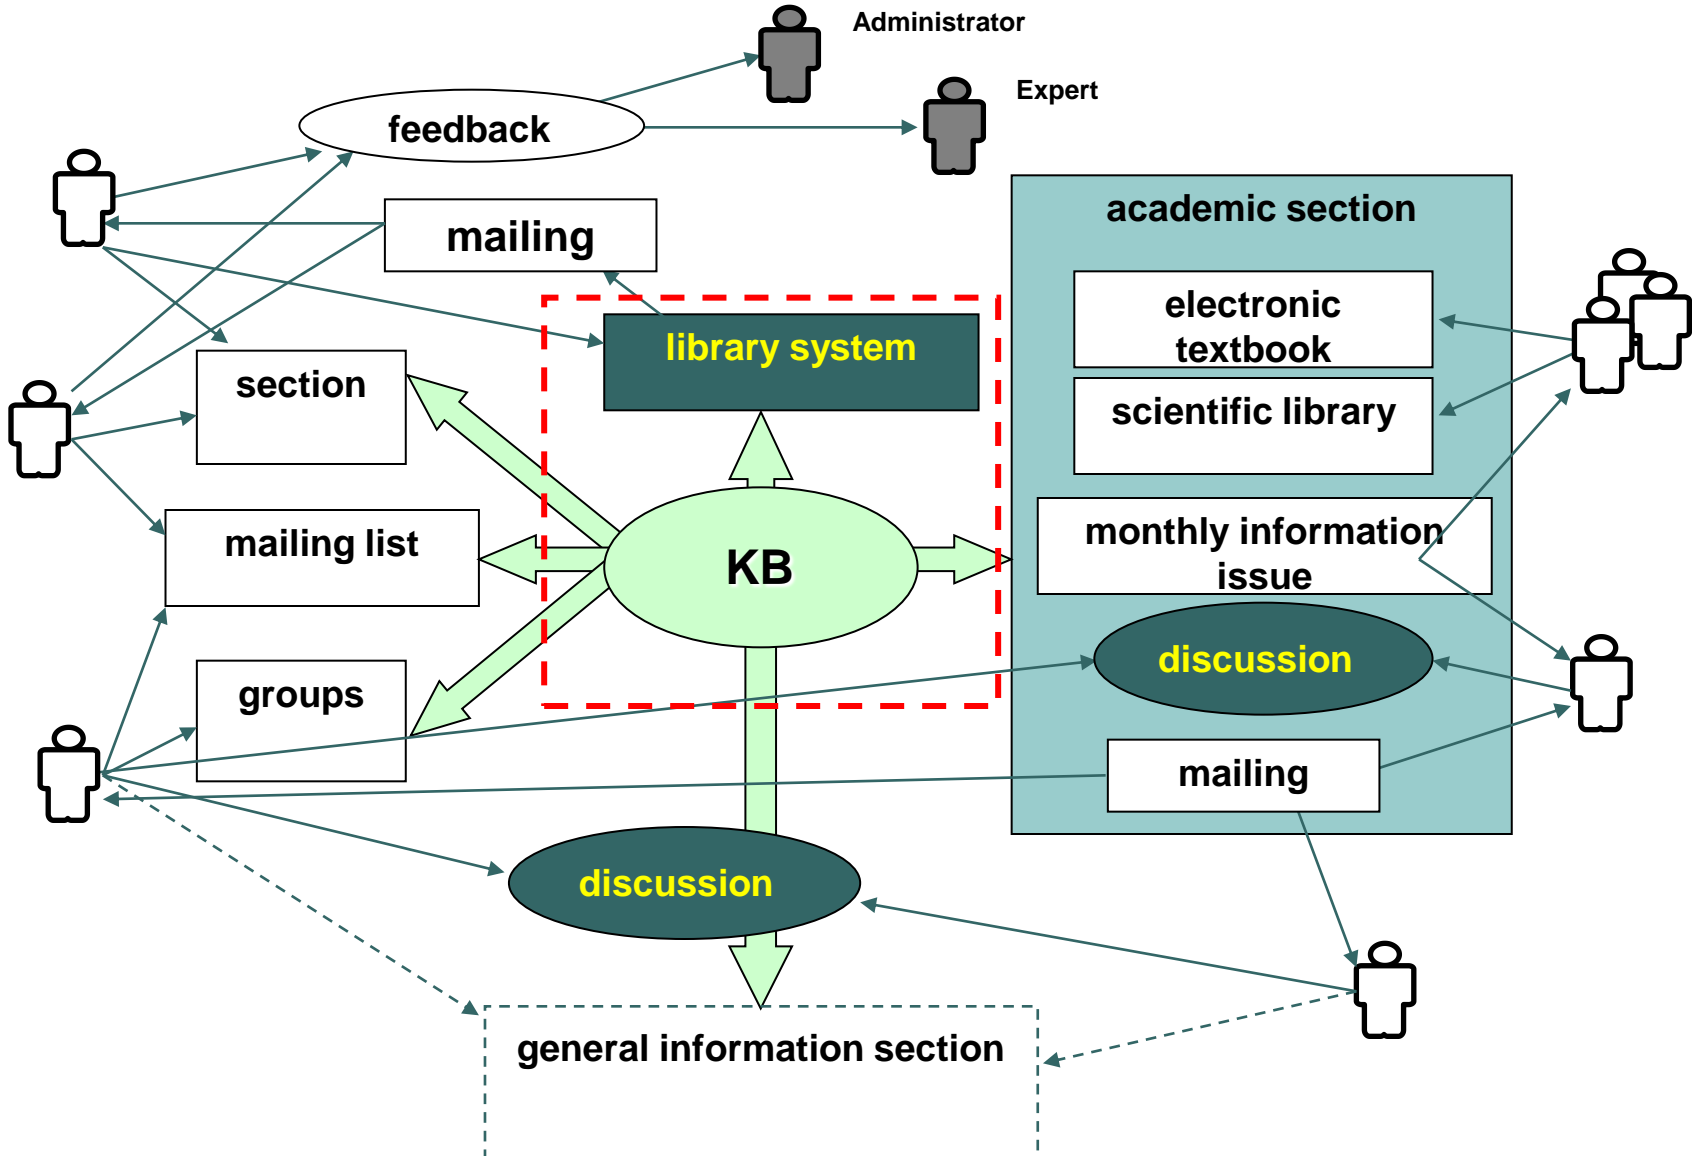 Administrator
Expert
feedback
mailing
academic section
electronic
textbook
library system
section
scientific library
mailing list
KB
monthly information
issue
discussion
groups
mailing
discussion
general information section